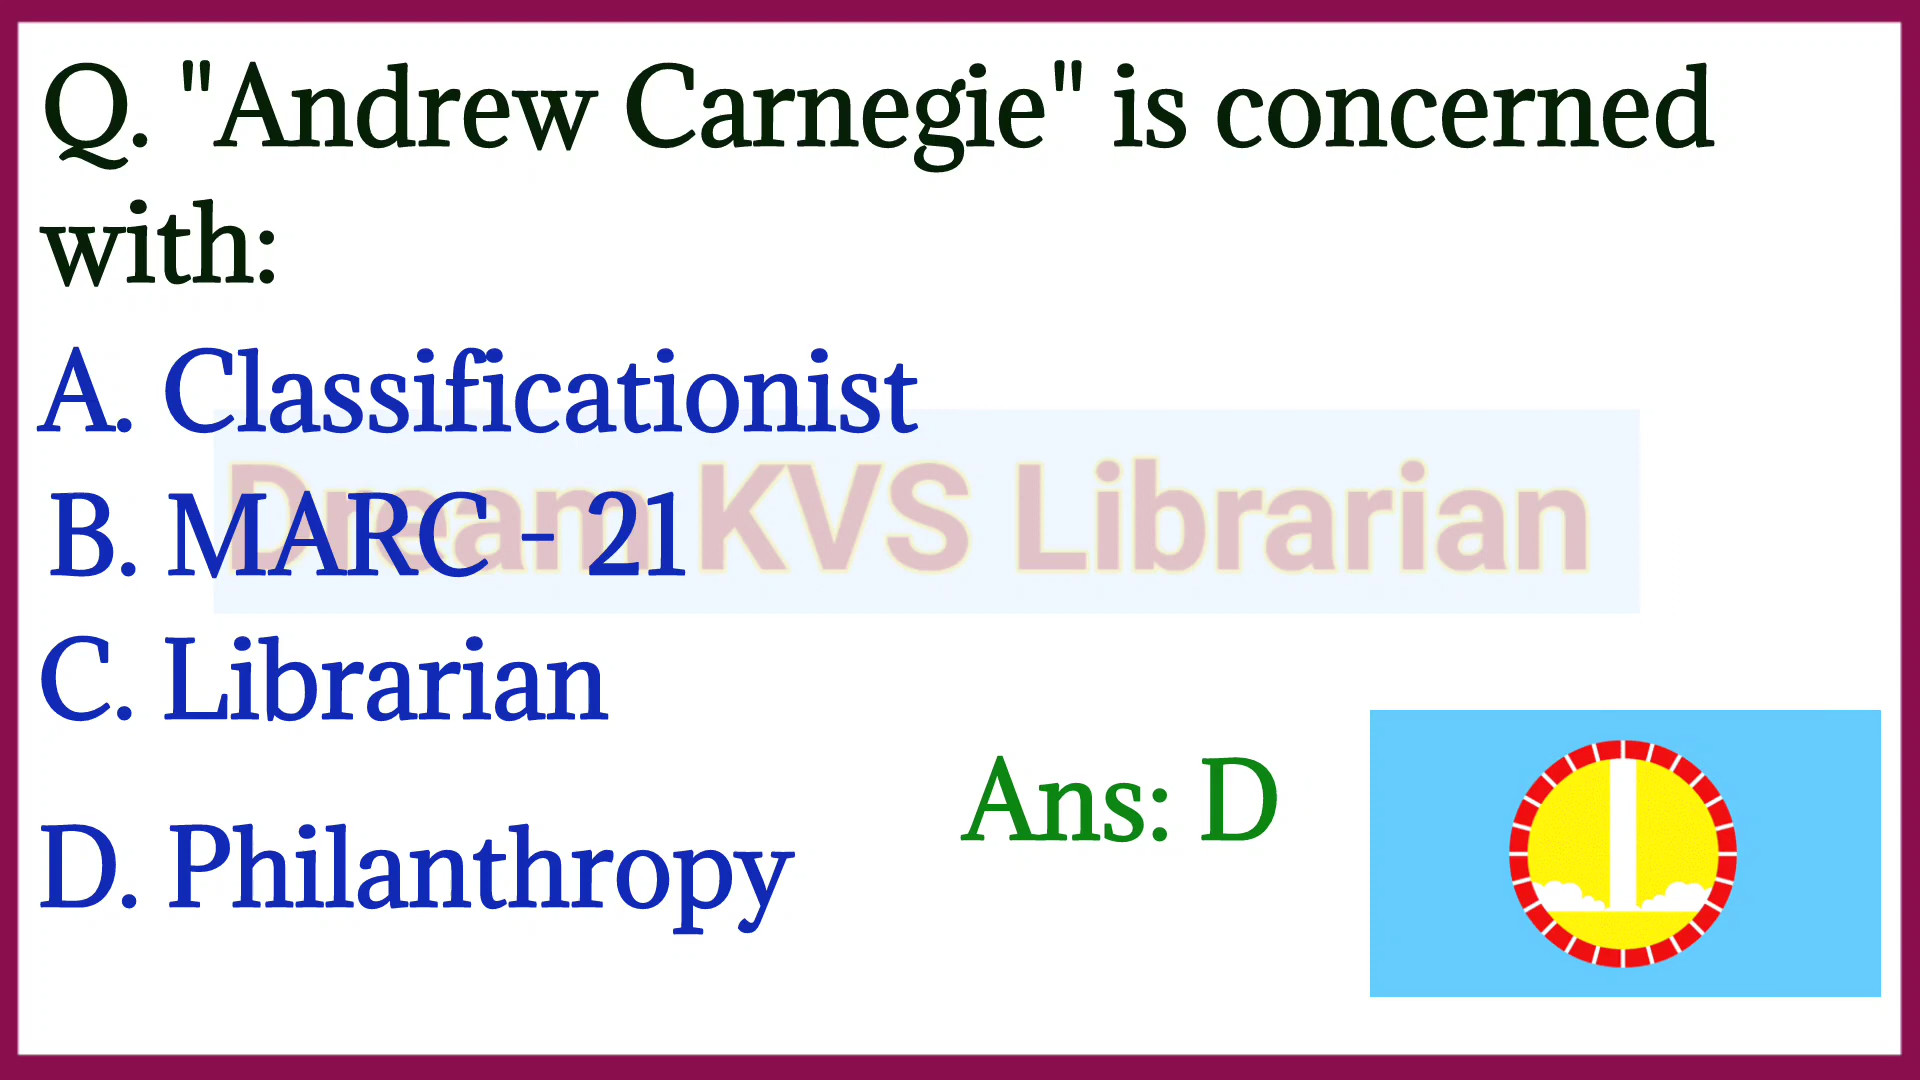 Q. "Andrew Carnegie" is concerned
with:
A. Classificationist
Dream KVS Librarian
B. MARC - 21
C. Librarian
Ans: D
D. Philanthropy